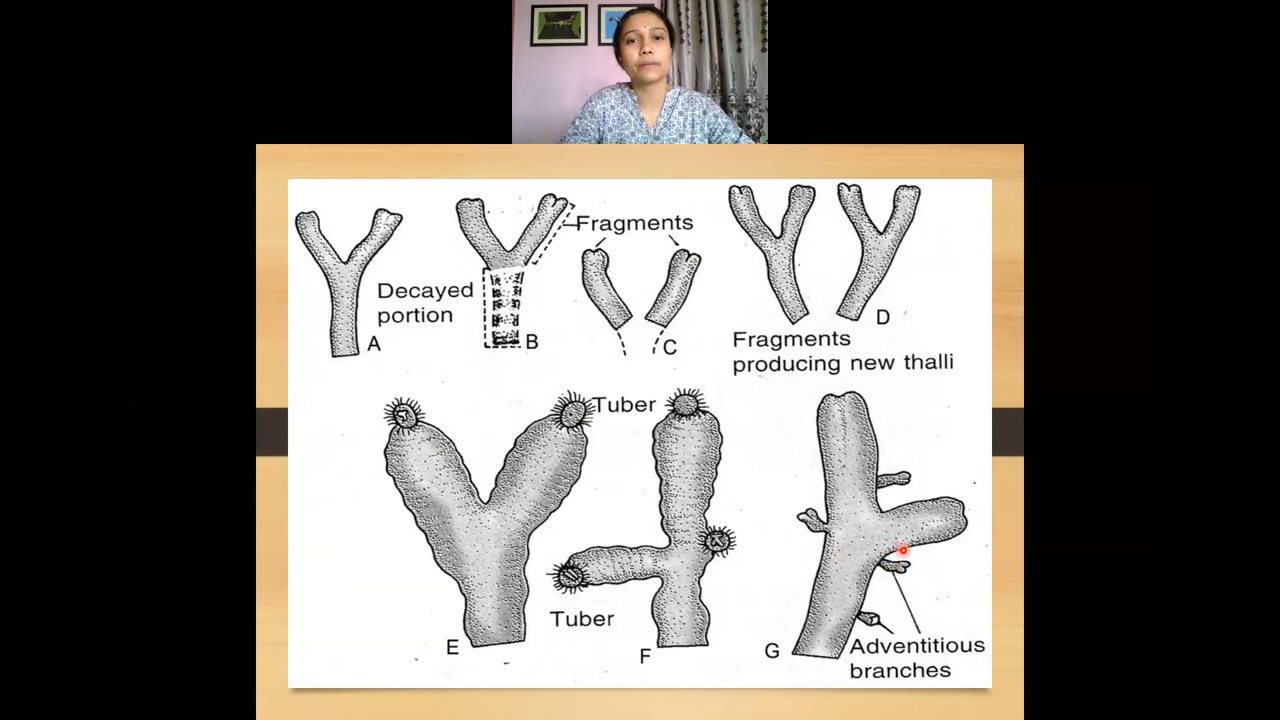 Fragments
Decayed
portion
A
B
C
D
Fragments
producing new thalli
Tuber
Tuber
E
F
G
Adventitious
branches